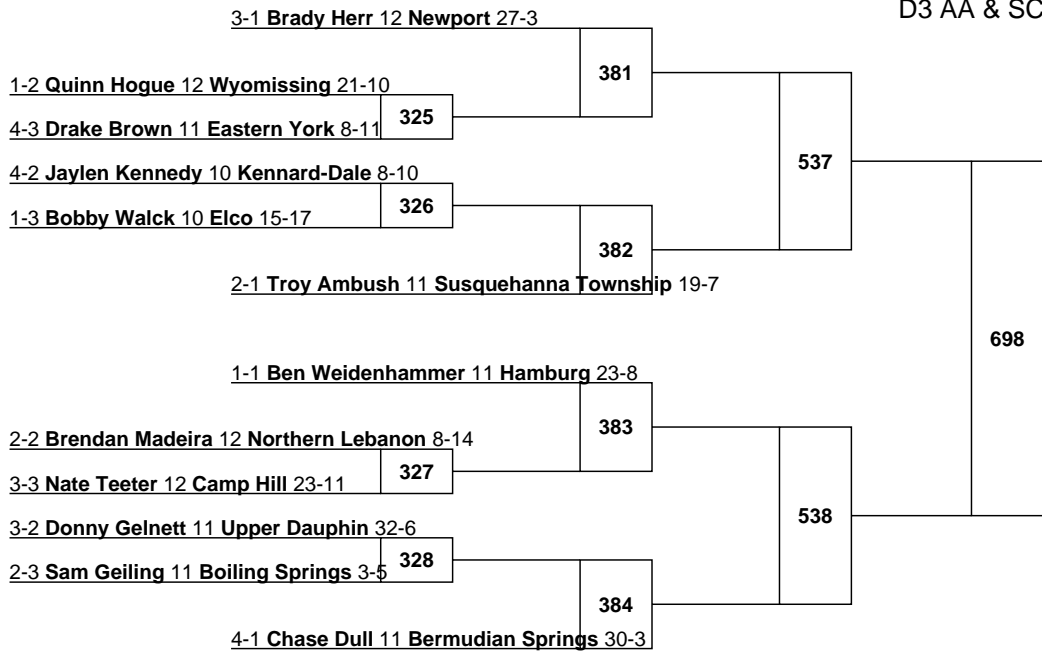 D3 AA & SC
3-1 Brady Herr 12 Newport 27-3
381
1-2 Quinn Hogue 12 Wyomissing 21-10
325
4-3 Drake Brown 11 Eastern York 8-11
537
4-2 Jaylen Kennedy 10 Kennard-Dale 8-10
326
1-3 Bobby Walck 10 Elco 15-17
382
2-1 Troy Ambush 11 Susquehanna Township 19-7
698
1-1 Ben Weidenhammer 11 Hamburg 23-8
383
2-2 Brendan Madeira 12 Northern Lebanon 8-14
327
3-3 Nate Teeter 12 Camp Hill 23-11
538
3-2 Donny Gelnett 11 Upper Dauphin 32-6
328
2-3 Sam Geiling 11 Boiling Springs 3-5
384
4-1 Chase Dull 11 Bermudian Springs 30-3